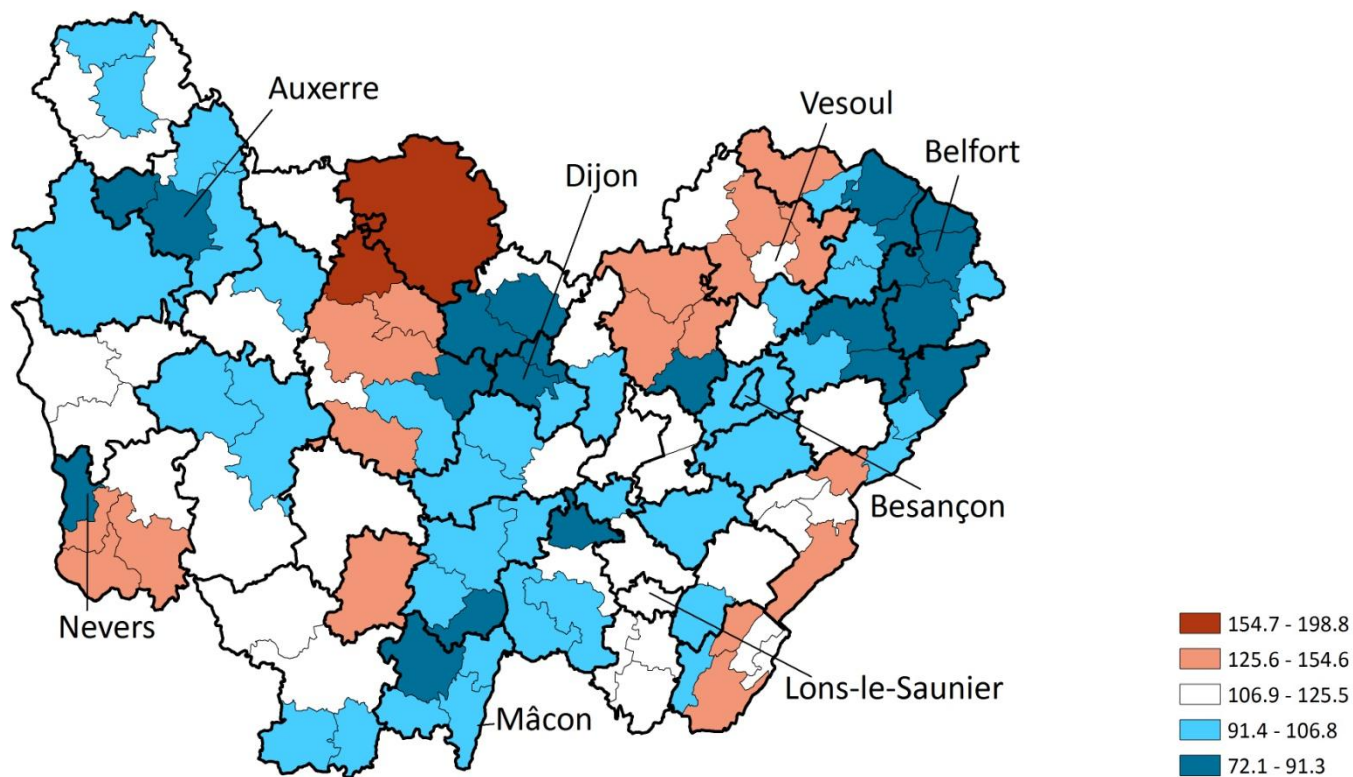 Auxerre
Vesoul
Belfort
Dijon
Besançon
Nevers
Lons-le-Saunier
Mâcon
154.7 - 198.8
125.6 - 154.6
106.9 - 125.5
91.4 - 106.8
72.1 - 91.3